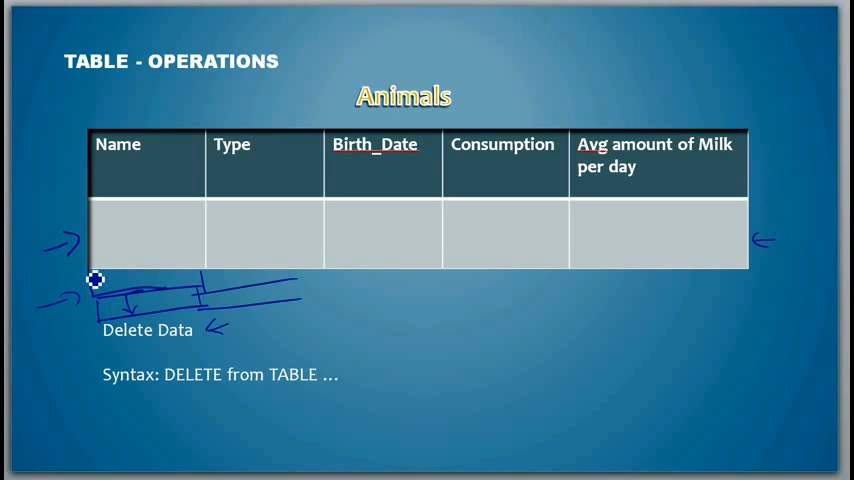 TABLE - OPERATIONS
Animals
Name Type Birth_Date Consumption Avg amount of Milk
per day
Delete Data
Syntax: DELETE from TABLE ...